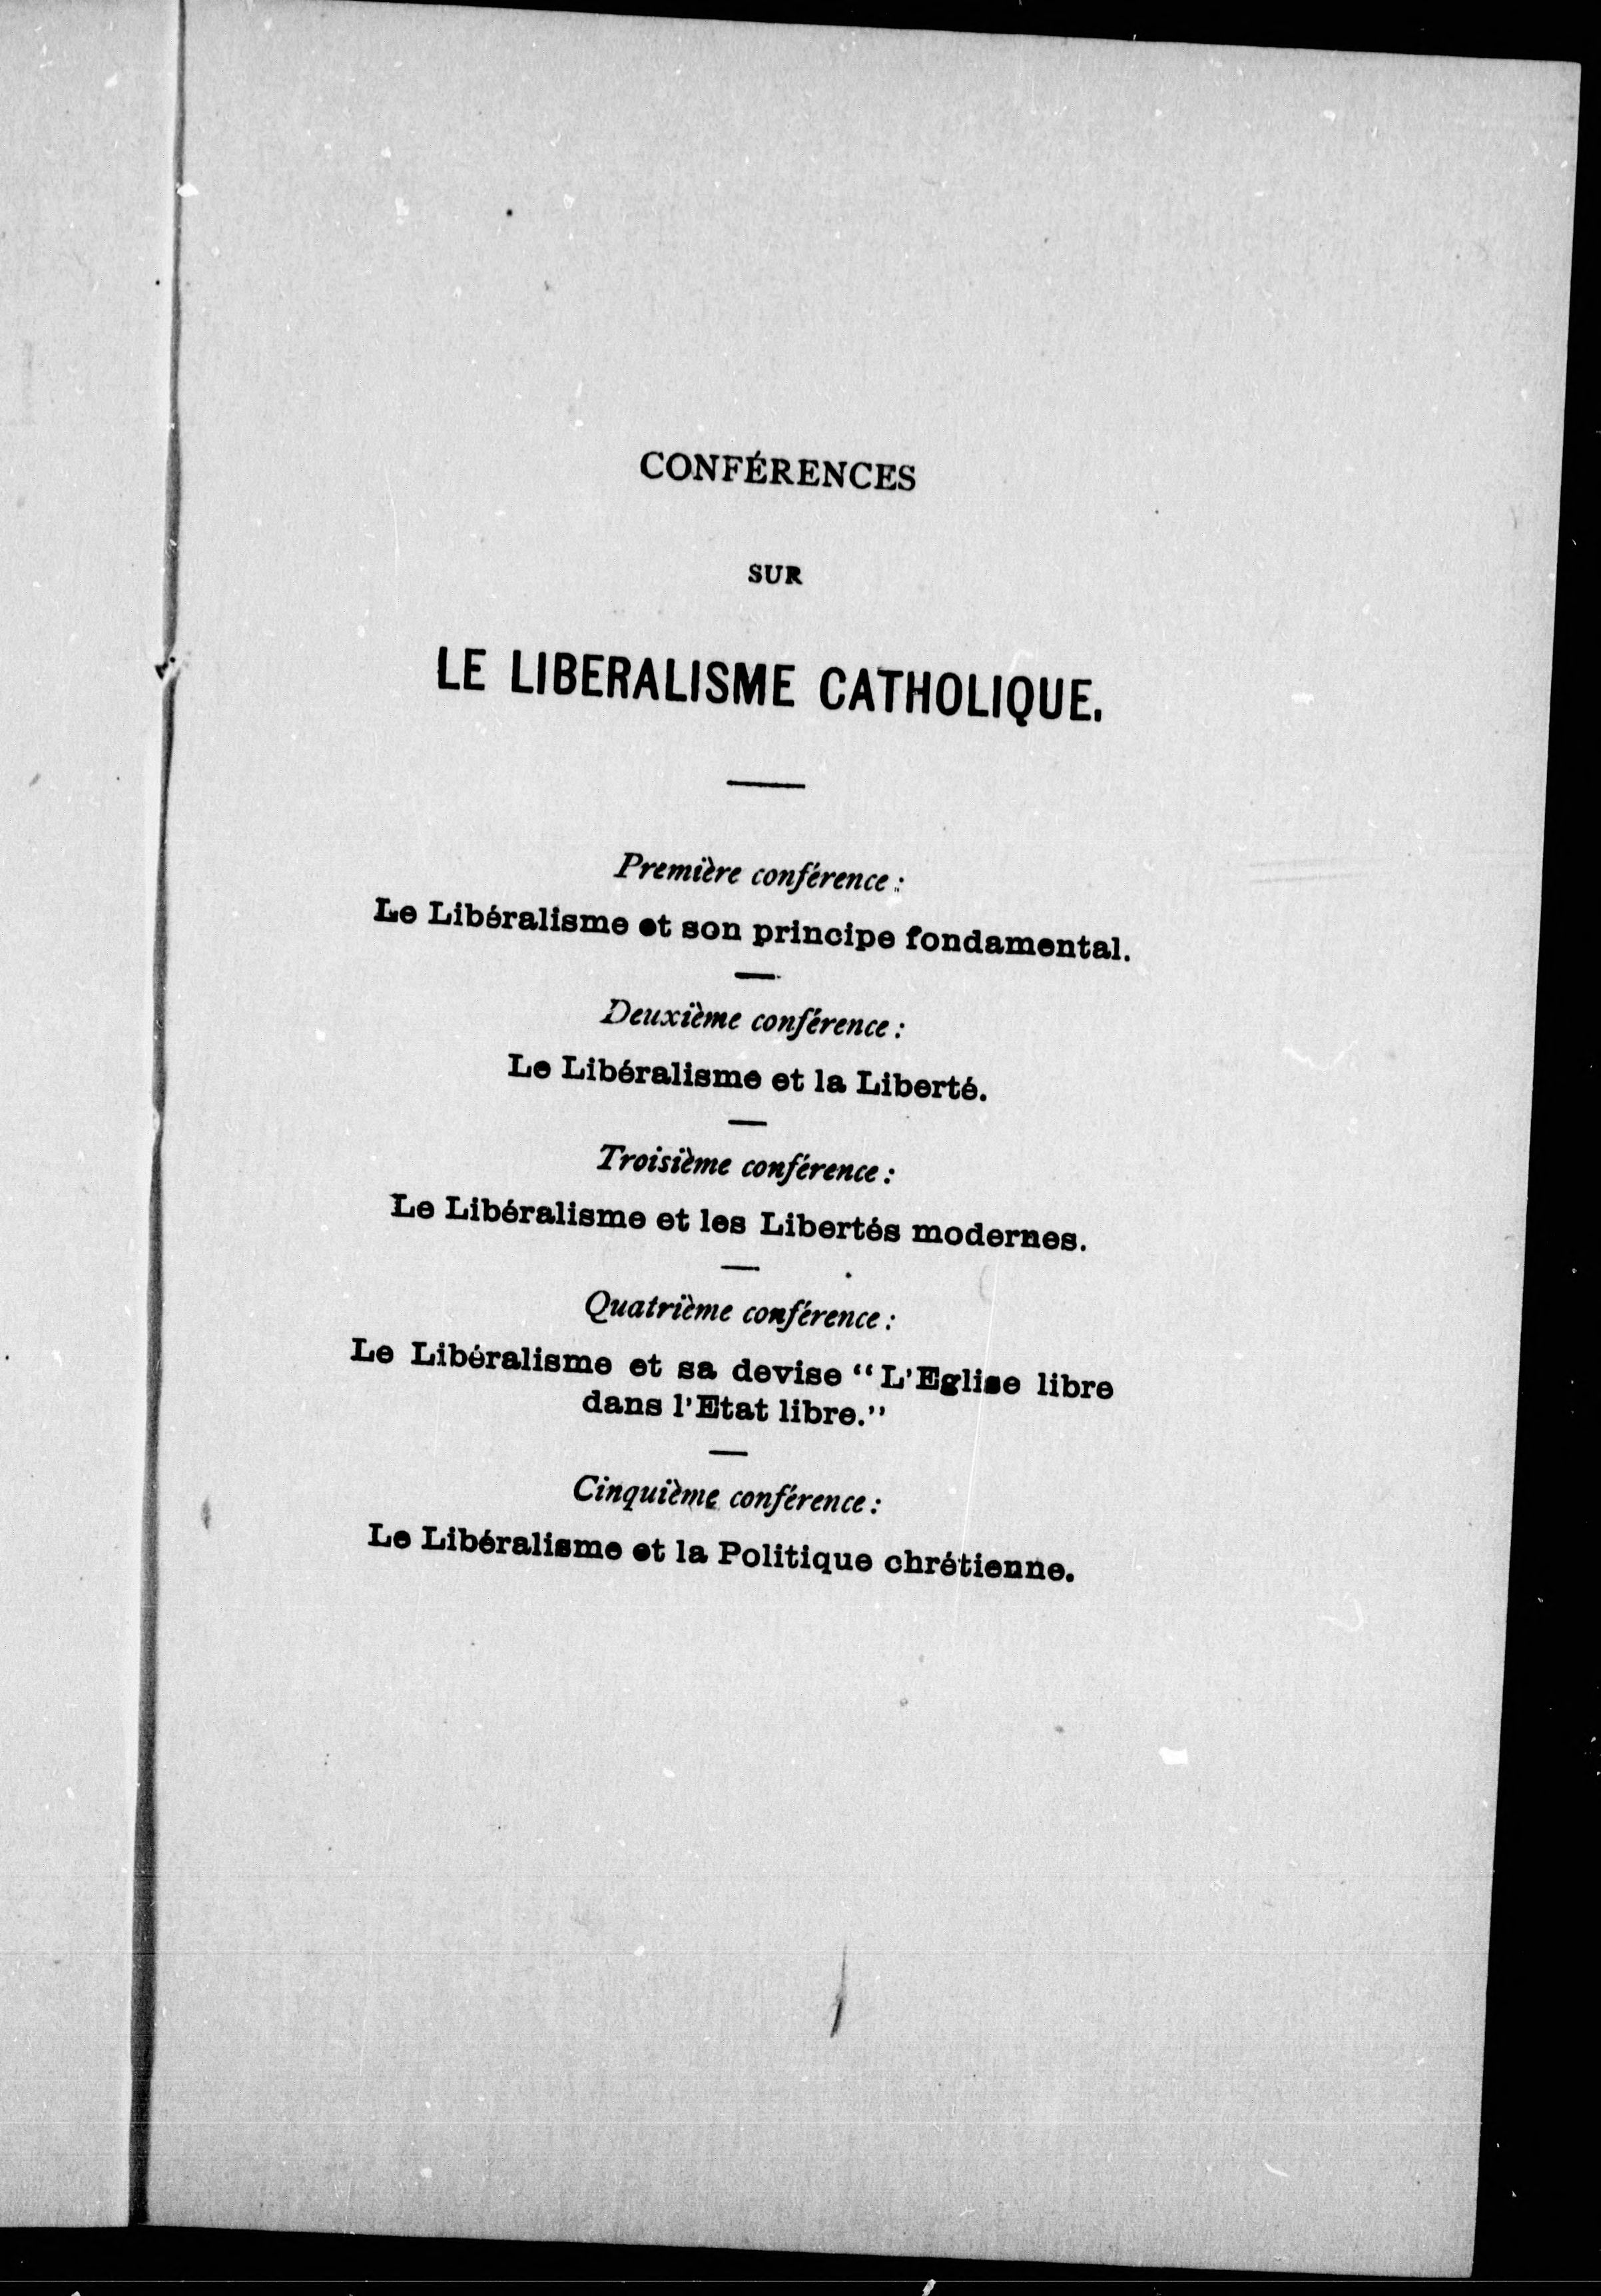 CONFÉRENCES
SUR
LE LIBERALISME CATHOLIQUE.
Première conférence :
Le Libéralisme et son principe fondamental.
Deuxième conférence :
Le Libéralisme et la Liberté.
Troisième conférence :
Le Libéralisme et les Libertés modernes.
Quatrième conférence :
Le Libéralisme et sa devise “ L'Eglise libre
dans l'Etat libre.”
Cinquième conférence :
Le Libéralisme et la Politique chrétienne.